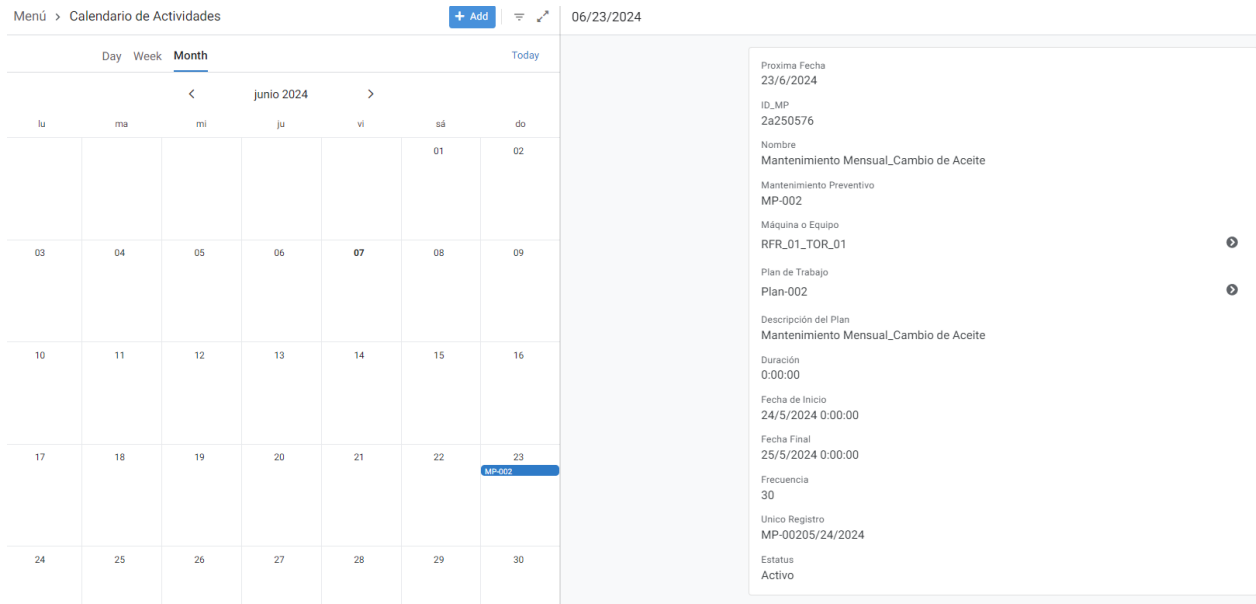 Menú > Calendario de Actividades
+ Add
06/23/2024
Day Week Month
Today
< junio 2024 >
lu ma mi ju vi sá do
01 02
03 04 05 06 07 08 09
10 11 12 13 14 15 16
17 18 19 20 21 22 23
MP-002
24 25 26 27 28 29 30
Proxima Fecha
23/6/2024
ID_MP
2a250576
Nombre
Mantenimiento Mensual_Cambio de Aceite
Mantenimiento Preventivo
MP-002
Máquina o Equipo
RFR_01_TOR_01
Plan de Trabajo
Plan-002
Descripción del Plan
Mantenimiento Mensual_Cambio de Aceite
Duración
0:00:00
Fecha de Inicio
24/5/2024 0:00:00
Fecha Final
25/5/2024 0:00:00
Frecuencia
30
Unico Registro
MP-00205/24/2024
Estatus
Activo